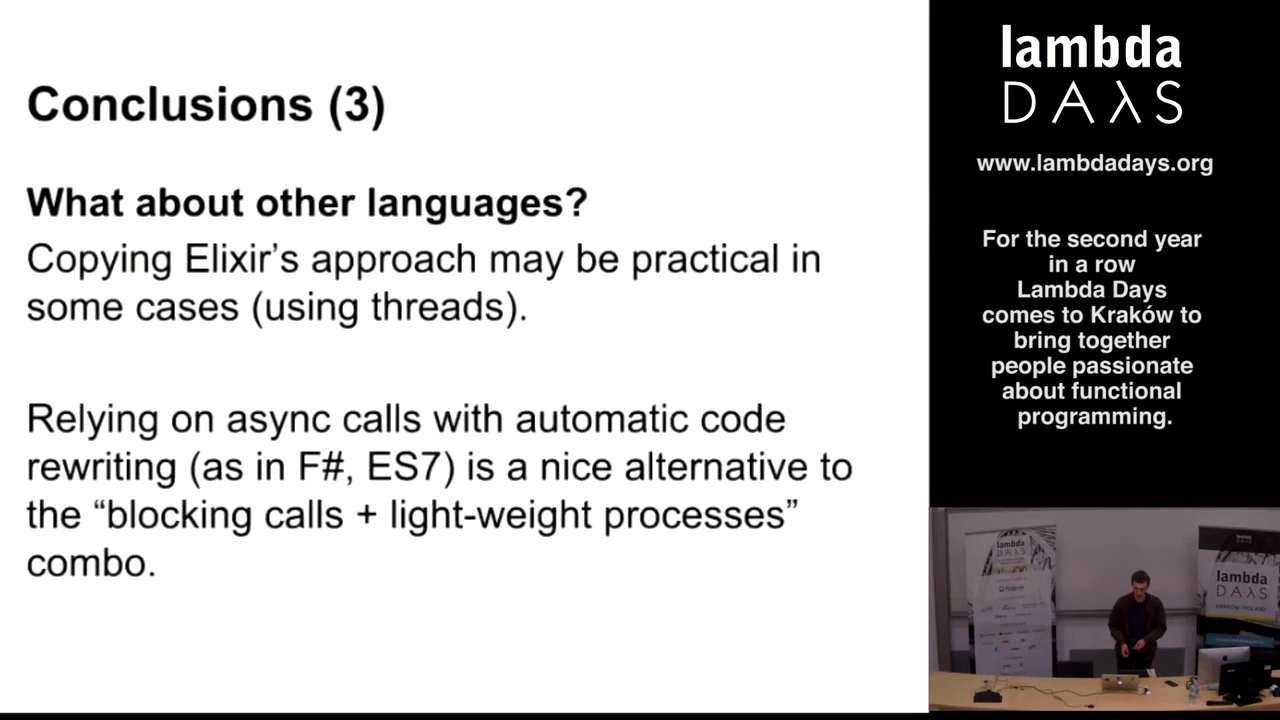 Conclusions (3)
What about other languages?
Copying Elixir’s approach may be practical in
some cases (using threads).
Relying on async calls with automatic code
rewriting (as in F#, ES7) is a nice alternative to
the “blocking calls + light-weight processes”
combo.
lambda
DAλS
www.lambdadays.org
For the second year
in a row
Lambda Days
comes to Kraków to
bring together
people passionate
about functional
programming.
lambda
DAλS
lambda
DAλS
KRAKÓW POLAND